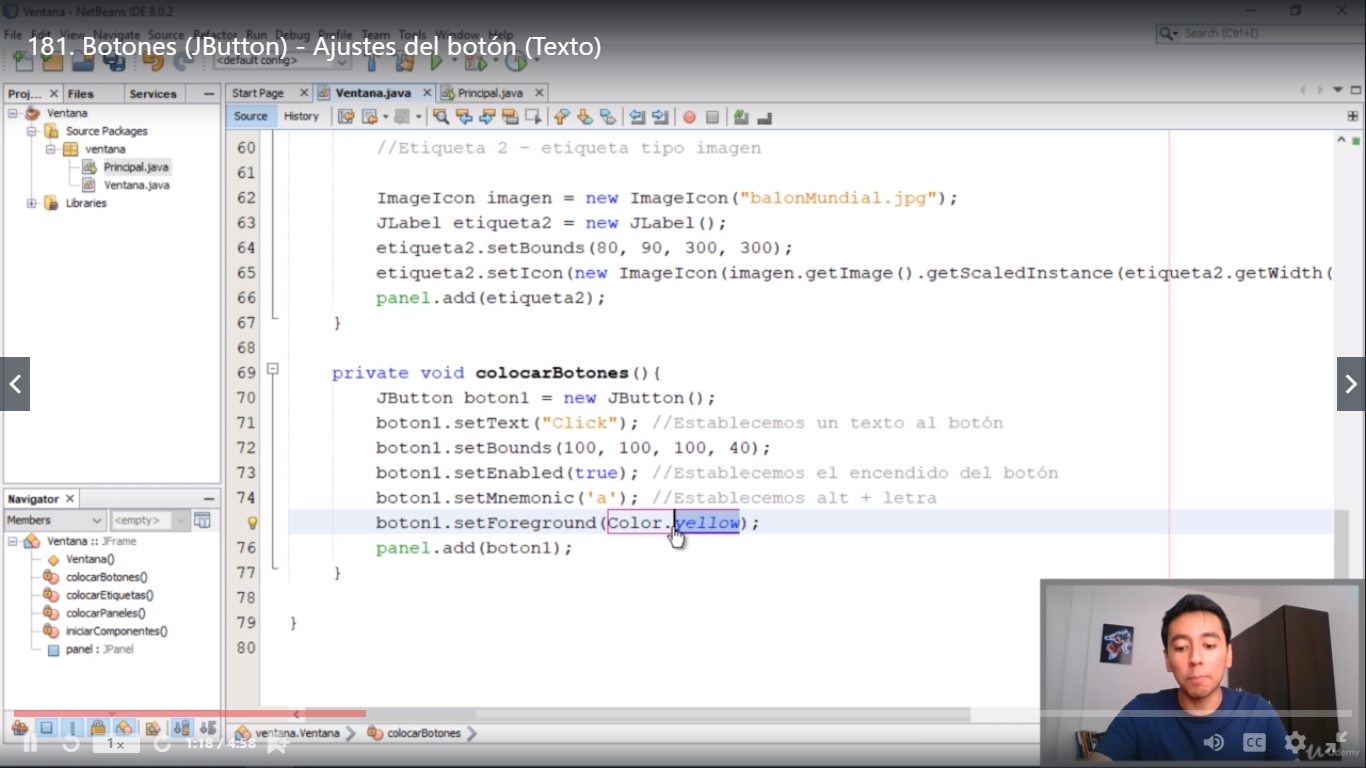 Ventana - NetBeans IDE 8.0.2
File Edit View Navigate Source Refactor Run Debug Profile Team Tools Window Help
Search (Ctrl+I)
181. Botones (JButton) - Ajustes del botón (Texto)
<default config>
Proj... Files Services
Start Page Ventana.java Principal.java
Source History
Ventana
Source Packages
ventana
Principal.java
Ventana.java
Libraries
60 //Etiqueta 2 - etiqueta tipo imagen
61
62 ImageIcon imagen = new ImageIcon("balonMundial.jpg");
63 JLabel etiqueta2 = new JLabel();
64 etiqueta2.setBounds(80, 90, 300, 300);
65 etiqueta2.setIcon(new ImageIcon(imagen.getImage().getScaledInstance(etiqueta2.getWidth(
66 panel.add(etiqueta2);
67 }
68
69 private void colocarBotones(){
70 JButton boton1 = new JButton();
71 boton1.setText("Click"); //Establecemos un texto al botón
72 boton1.setBounds(100, 100, 100, 40);
73 boton1.setEnabled(true); //Establecemos el encendido del botón
74 boton1.setMnemonic('a'); //Establecemos alt + letra
boton1.setForeground(Color.yellow);
76 panel.add(boton1);
77 }
78
79 }
80
Navigator
Members <empty>
Ventana :: JFrame
Ventana()
colocarBotones()
colocarEtiquetas()
colocarPaneles()
iniciarComponentes()
panel : JPanel
ventana.Ventana colocarBotones
1x 1:18 / 4:58 CC
Udemy